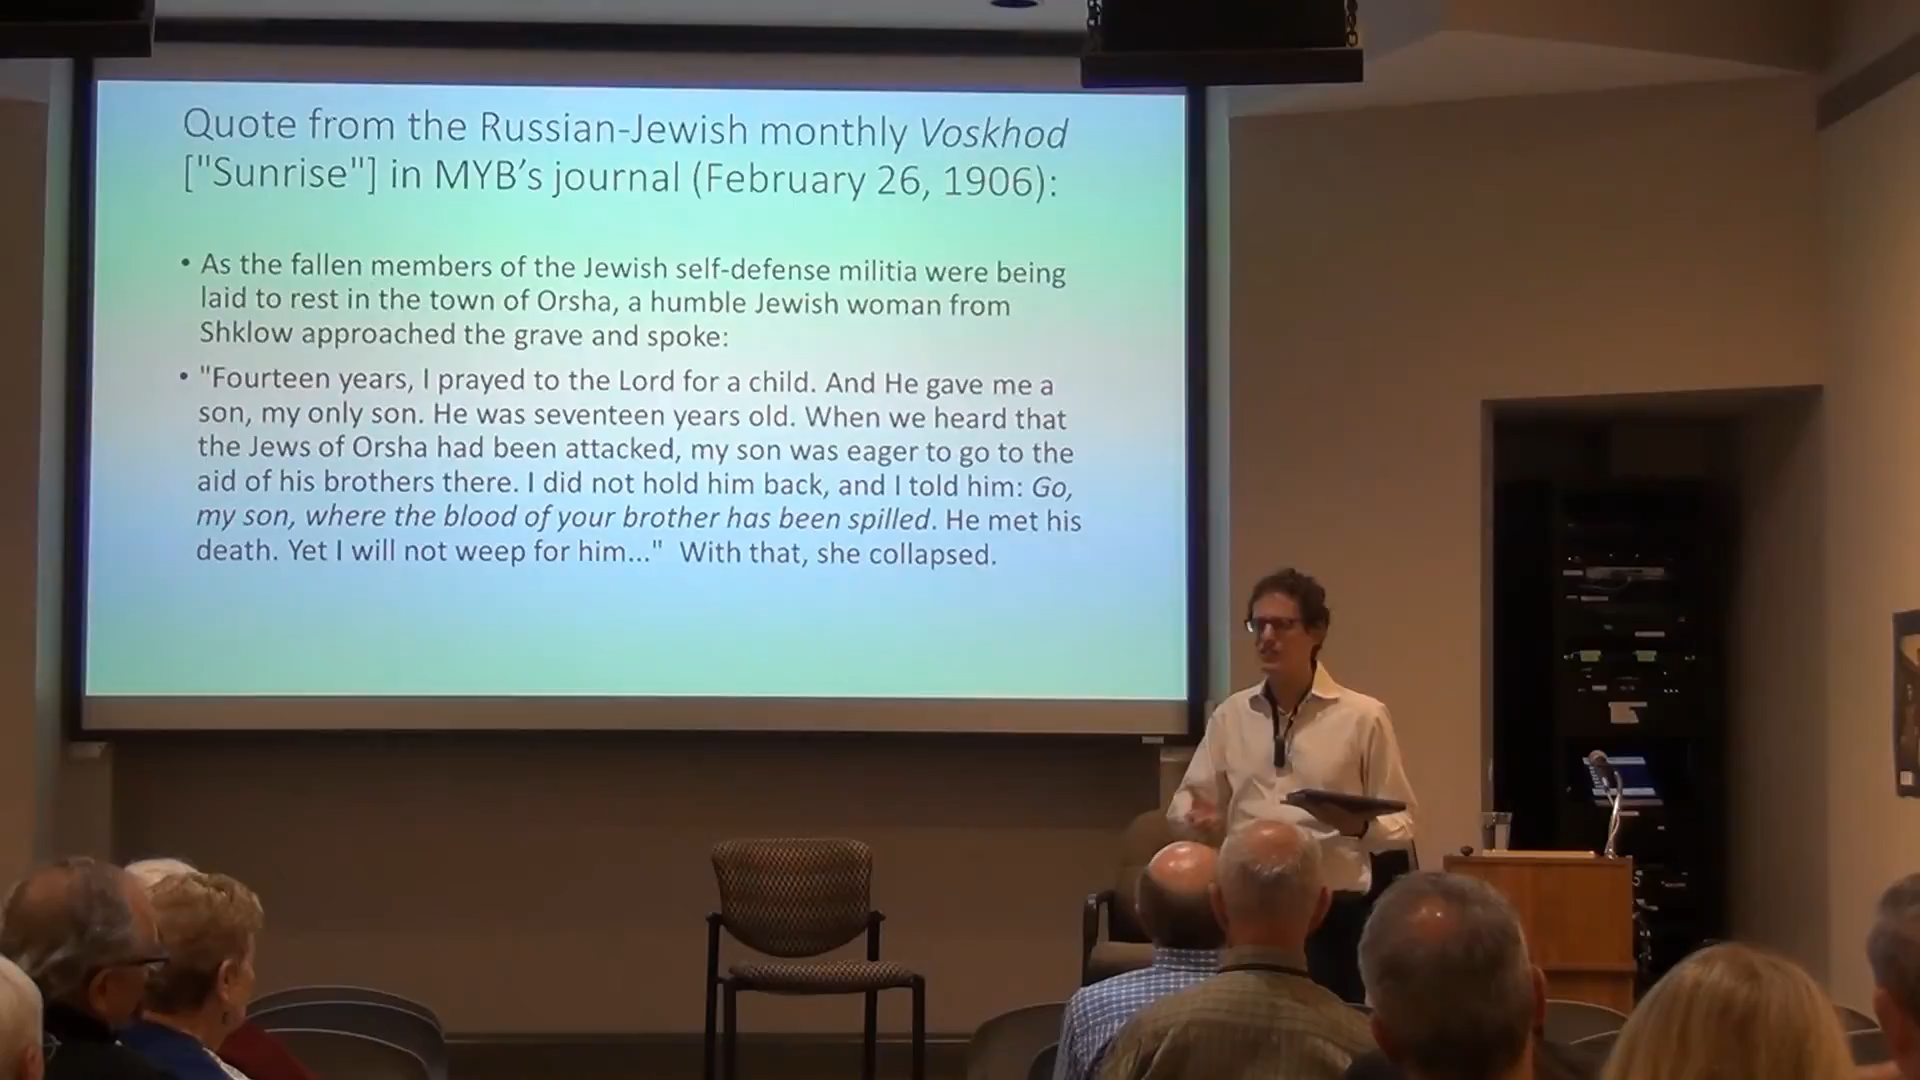 Quote from the Russian-Jewish monthly Voskhod
["Sunrise"] in MYB’s journal (February 26, 1906):
• As the fallen members of the Jewish self-defense militia were being
laid to rest in the town of Orsha, a humble Jewish woman from
Shklow approached the grave and spoke:
• "Fourteen years, I prayed to the Lord for a child. And He gave me a
son, my only son. He was seventeen years old. When we heard that
the Jews of Orsha had been attacked, my son was eager to go to the
aid of his brothers there. I did not hold him back, and I told him: Go,
my son, where the blood of your brother has been spilled. He met his
death. Yet I will not weep for him..." With that, she collapsed.